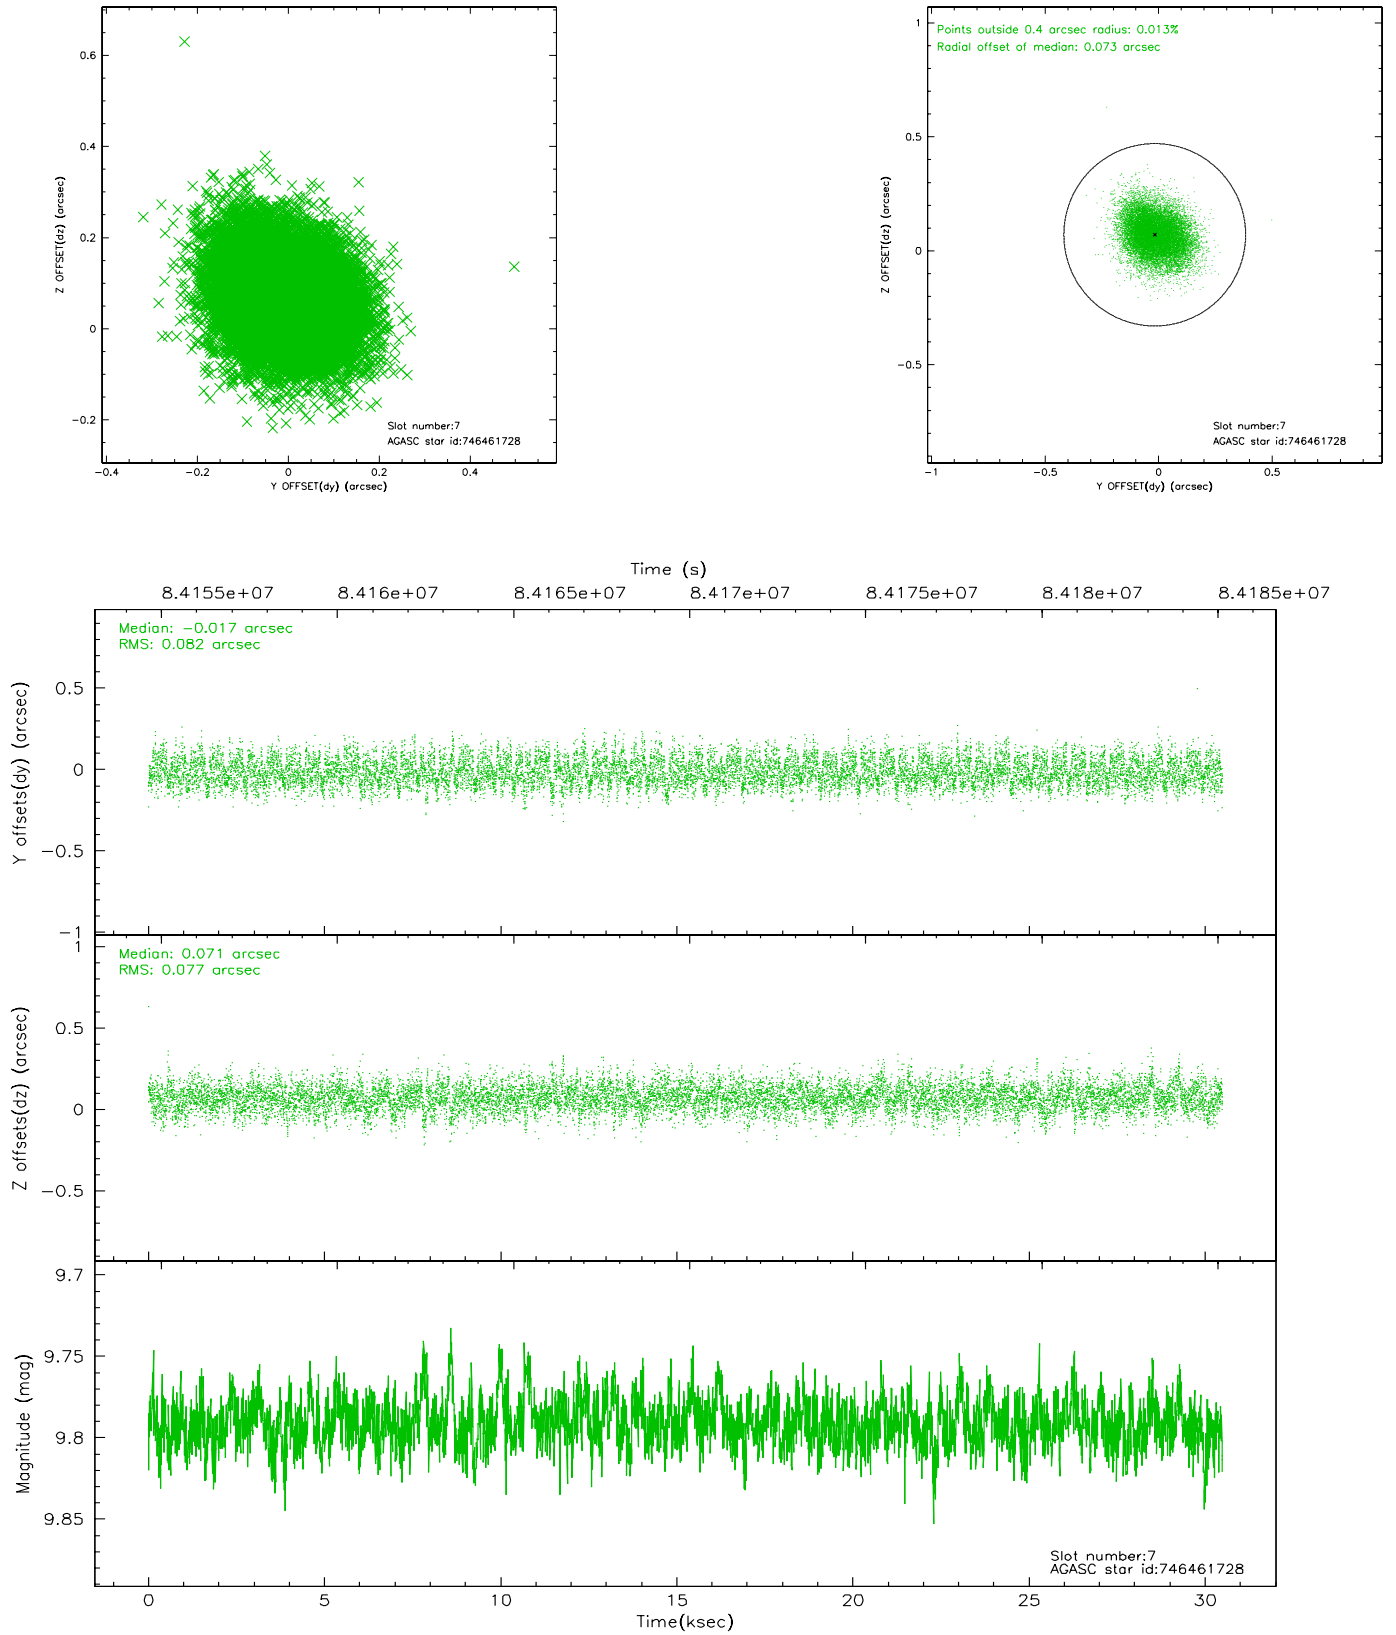 0.6
0.4
0.2
0
−0.2
Z OFFSET(dz) (arcsec)
Slot number:7
AGASC star id:746461728
−0.4 −0.2 0 0.2 0.4
Y OFFSET(dy) (arcsec)
Points outside 0.4 arcsec radius: 0.013%
Radial offset of median: 0.073 arcsec
1
0.5
0
−0.5
Z OFFSET(dz) (arcsec)
Slot number:7
AGASC star id:746461728
−1 −0.5 0 0.5
Y OFFSET(dy) (arcsec)
Time (s)
8.4155e+07 8.416e+07 8.4165e+07 8.417e+07 8.4175e+07 8.418e+07 8.4185e+07
Median: −0.017 arcsec
RMS: 0.082 arcsec
0.5
0
−0.5
−1
Y offsets(dy) (arcsec)
Median: 0.071 arcsec
RMS: 0.077 arcsec
1
0.5
0
−0.5
Z offsets(dz) (arcsec)
9.7
9.75
9.8
9.85
Magnitude (mag)
Slot number:7
AGASC star id:746461728
0 5 10 15 20 25 30
Time(ksec)